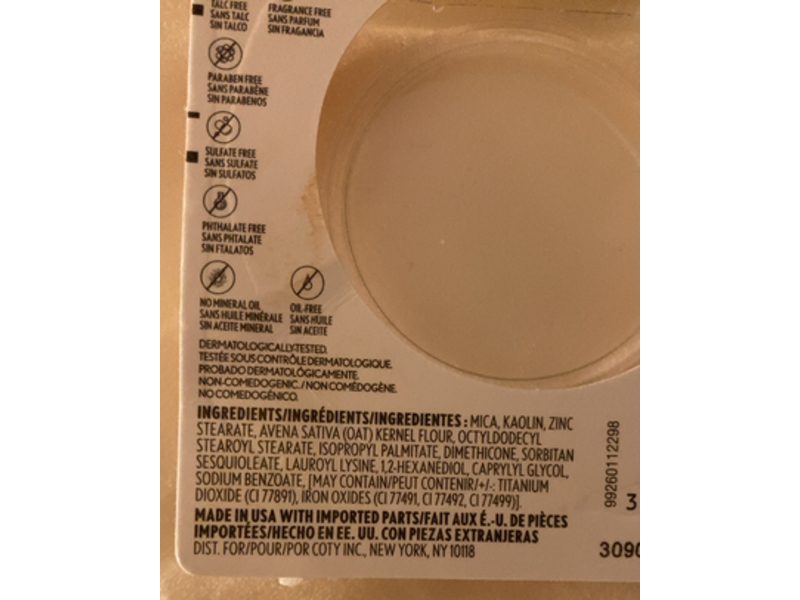 TALC FREE
SANS TALC
SIN TALCO
FRAGRANCE FREE
SANS PARFUM
SIN FRAGANCIA
PARABEN FREE
SANS PARABÈNE
SIN PARABENOS
SULFATE FREE
SANS SULFATE
SIN SULFATOS
PHTHALATE FREE
SANS PHTALATE
SIN FTALATOS
NO MINERAL OIL
SANS HUILE MINÉRALE
SIN ACEITE MINERAL
OIL-FREE
SANS HUILE
SIN ACEITE
DERMATOLOGICALLY TESTED.
TESTÉE SOUS CONTRÔLE DERMATOLOGIQUE.
PROBADO DERMATOLÓGICAMENTE.
NON-COMEDOGENIC. / NON COMÉDOGÈNE.
NO COMEDOGÉNICO.
INGREDIENTS/INGRÉDIENTS/INGREDIENTES : MICA, KAOLIN, ZINC
STEARATE, AVENA SATIVA (OAT) KERNEL FLOUR, OCTYLDODECYL
STEAROYL STEARATE, ISOPROPYL PALMITATE, DIMETHICONE, SORBITAN
SESQUIOLEATE, LAUROYL LYSINE, 1,2-HEXANEDIOL, CAPRYLYL GLYCOL,
SODIUM BENZOATE, [MAY CONTAIN/PEUT CONTENIR/+/-: TITANIUM
DIOXIDE (CI 77891), IRON OXIDES (CI 77491, CI 77492, CI 77499)].
MADE IN USA WITH IMPORTED PARTS/FAIT AUX É.-U. DE PIÈCES
IMPORTÉES/HECHO EN EE. UU. CON PIEZAS EXTRANJERAS
DIST. FOR/POUR/POR COTY INC., NEW YORK, NY 10118
99260112298
3
309